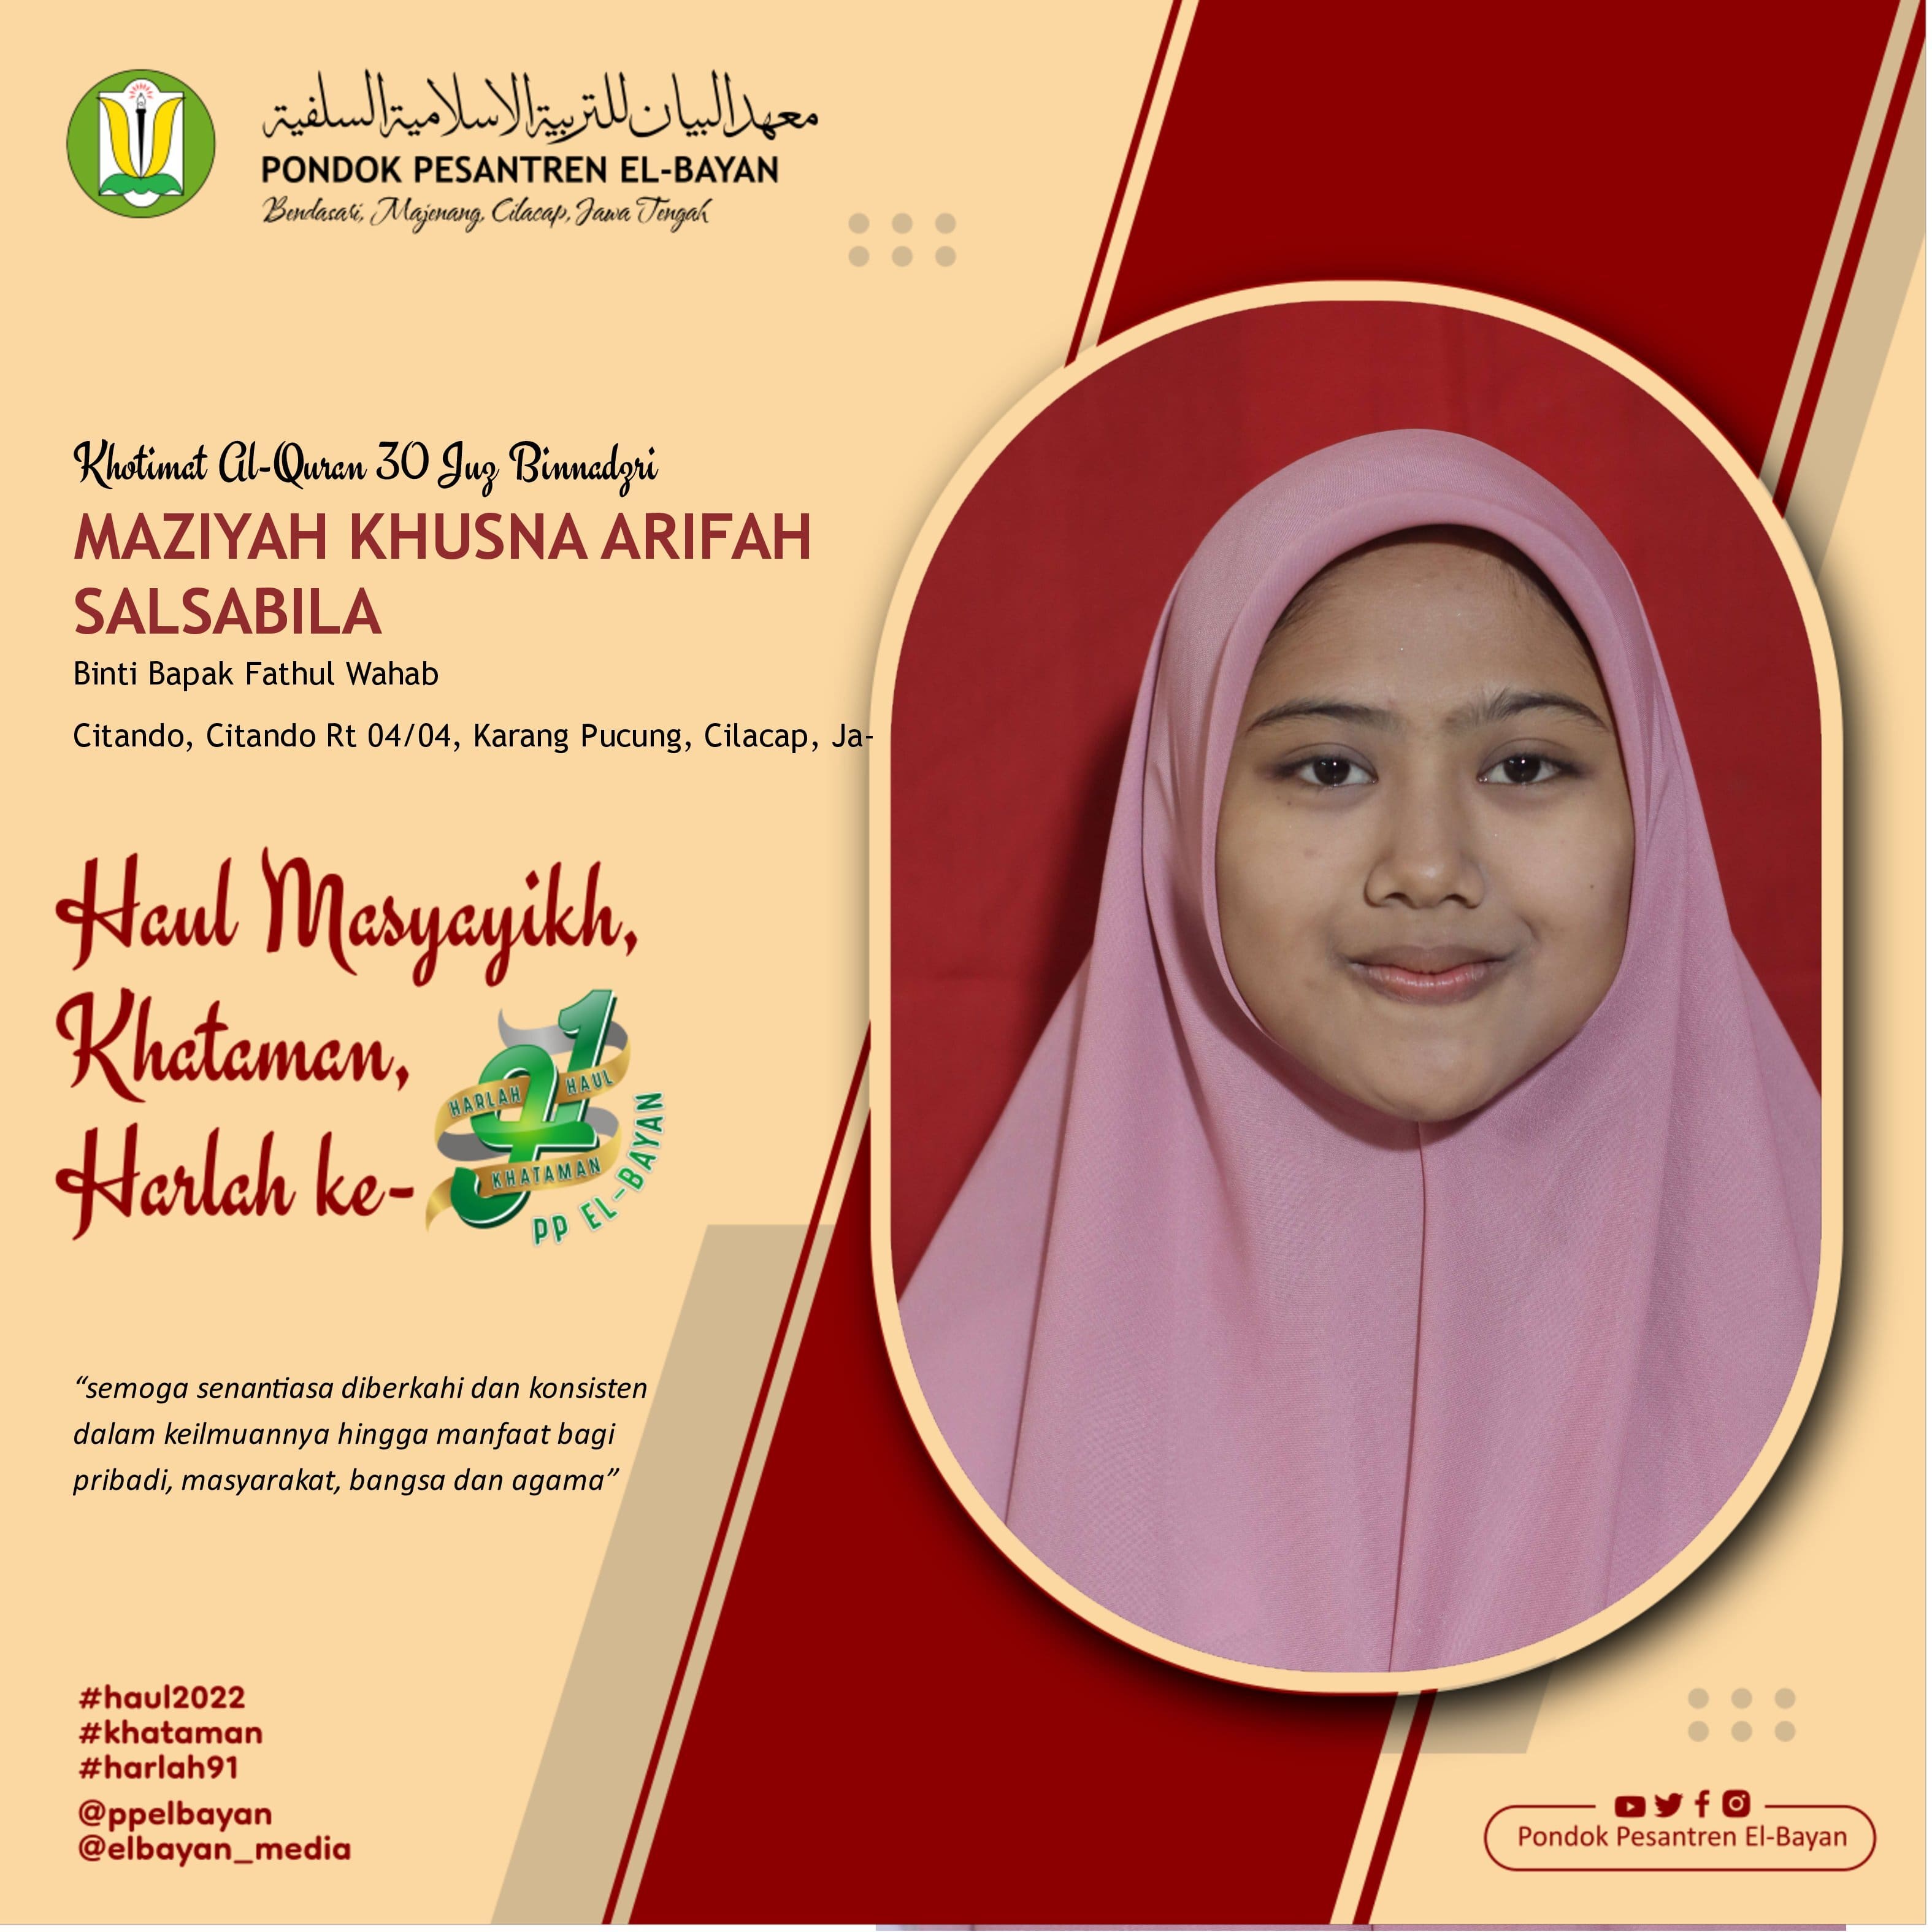 معهد البيان للتربية الاسلامية السلفية
PONDOK PESANTREN EL-BAYAN
Bendasari, Majenang, Cilacap, Jawa Tengah
Khotimat Al-Quran 30 Juz Binnadzri
MAZIYAH KHUSNA ARIFAH
SALSABILA
Binti Bapak Fathul Wahab
Citando, Citando Rt 04/04, Karang Pucung, Cilacap, Ja-
Haul Masyayikh,
Khataman,
Harlah ke-
91
HARLAH HAUL
KHATAMAN
PP EL-BAYAN
“semoga senantiasa diberkahi dan konsisten
dalam keilmuannya hingga manfaat bagi
pribadi, masyarakat, bangsa dan agama”
#haul2022
#khataman
#harlah91
@ppelbayan
@elbayan_media
Pondok Pesantren El-Bayan